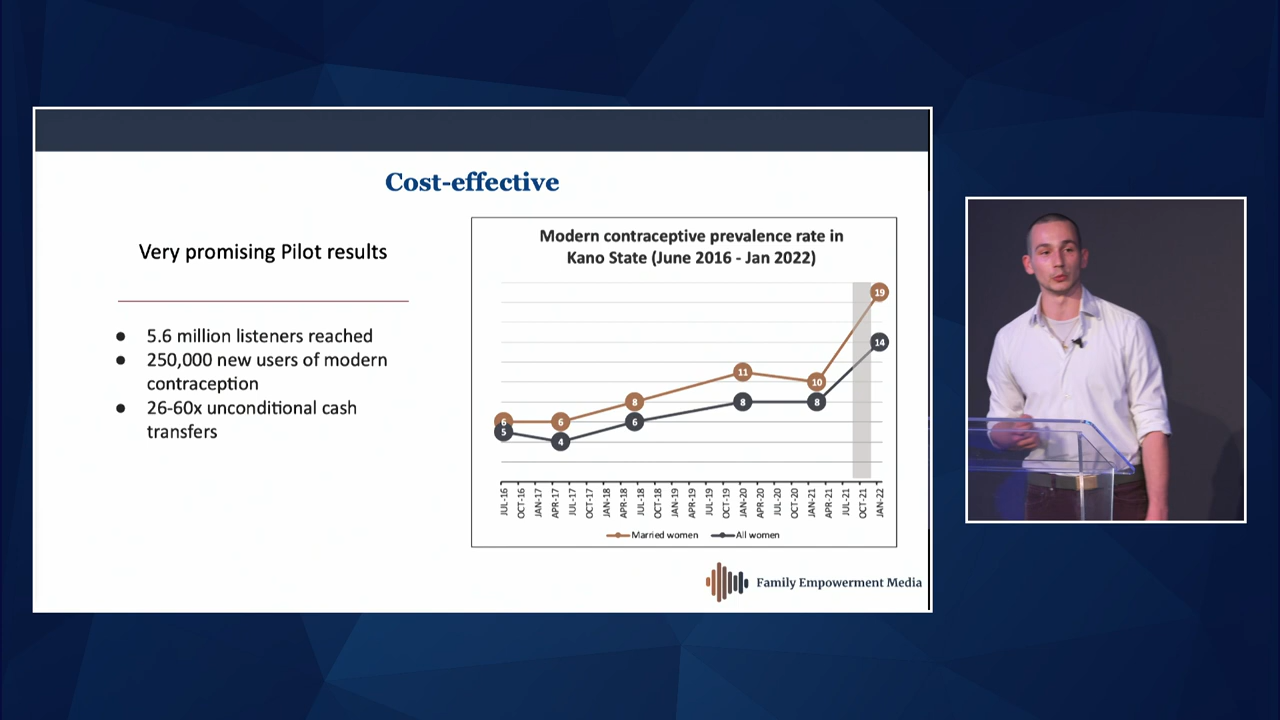 Cost-effective
Very promising Pilot results
● 5.6 million listeners reached
● 250,000 new users of modern
contraception
● 26-60x unconditional cash
transfers
Modern contraceptive prevalence rate in
Kano State (June 2016 - Jan 2022)
19
14
11
10
8
8
8
6
6
6
5
4
JUL-16
OCT-16
JAN-17
APR-17
JUL-17
OCT-17
JAN-18
APR-18
JUL-18
OCT-18
JAN-19
APR-19
JUL-19
OCT-19
JAN-20
APR-20
JUL-20
OCT-20
JAN-21
APR-21
JUL-21
OCT-21
JAN-22
Married women
All women
Family Empowerment Media